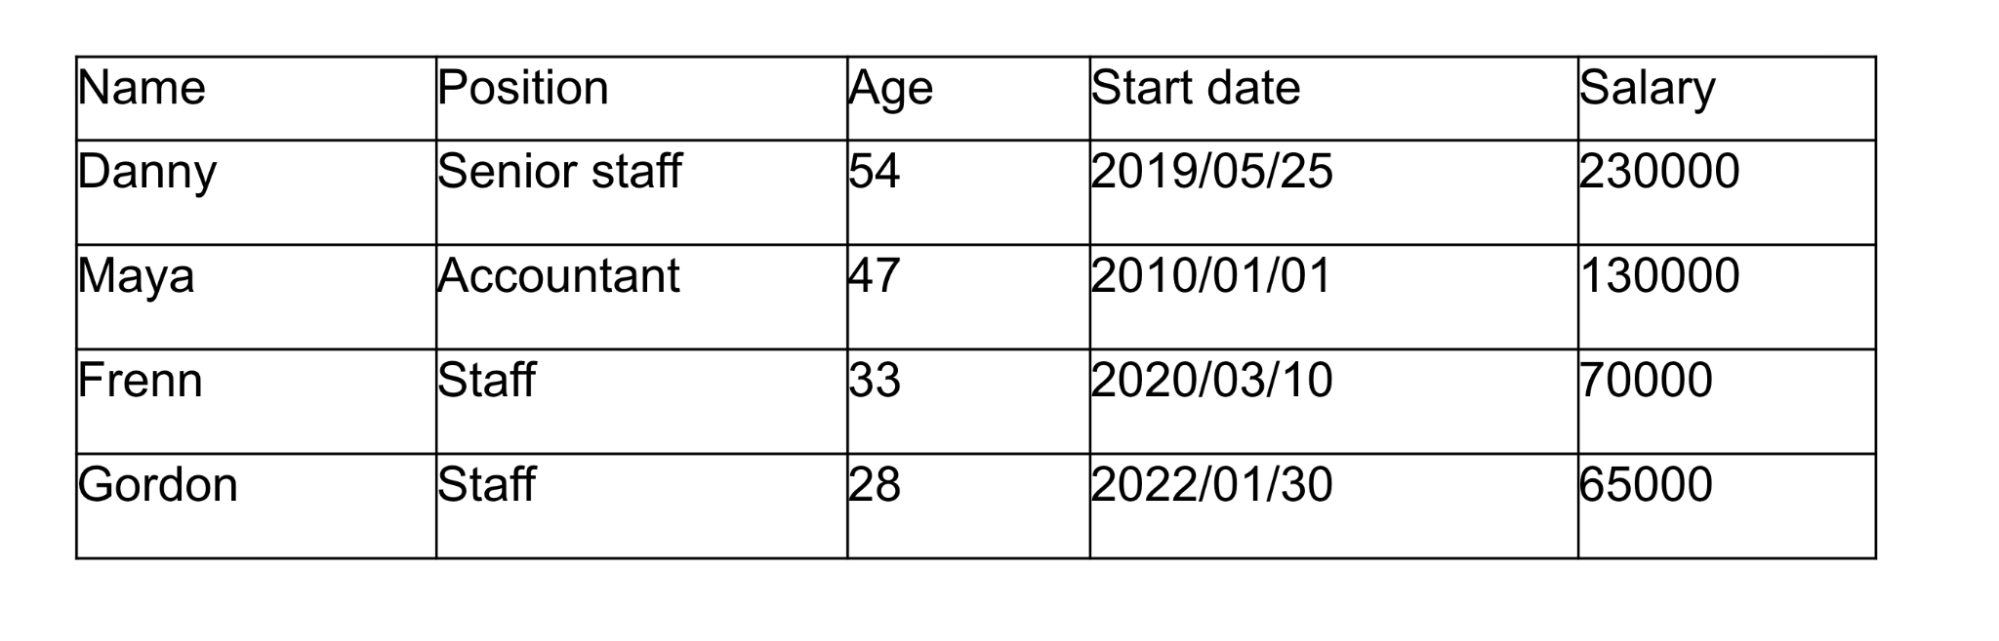 Name Position Age Start date Salary
Danny Senior staff 54 2019/05/25 230000
Maya Accountant 47 2010/01/01 130000
Frenn Staff 33 2020/03/10 70000
Gordon Staff 28 2022/01/30 65000